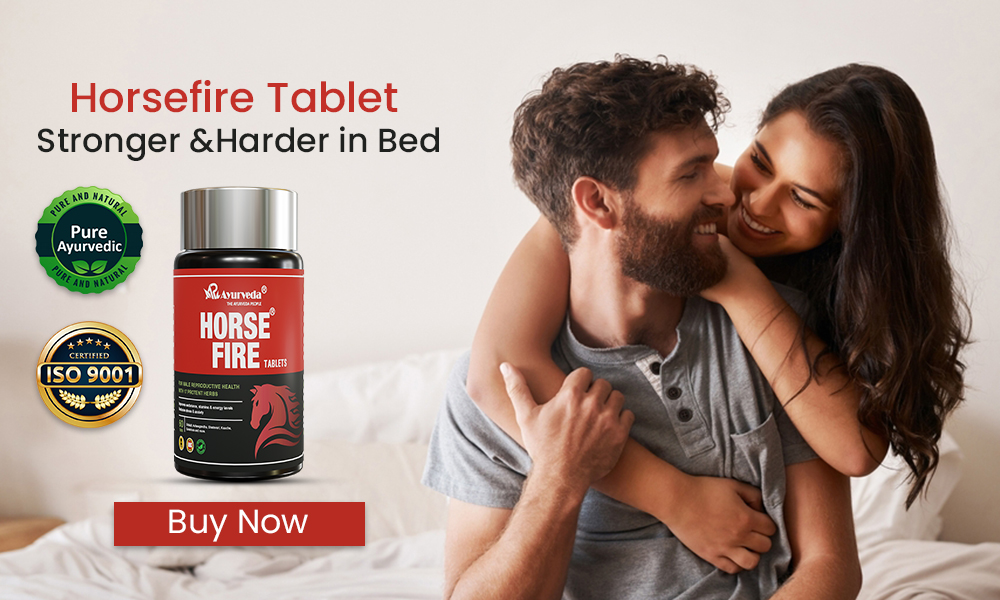 Horsefire Tablet
Stronger &Harder in Bed
PURE AND NATURAL
Pure
Ayurvedic
PURE AND NATURAL
CERTIFIED
ISO 9001
Ayurveda®
THE AYURVEDA PEOPLE
HORSE®
FIRE TABLETS
FOR MALE REPRODUCTIVE HEALTH
Buy Now